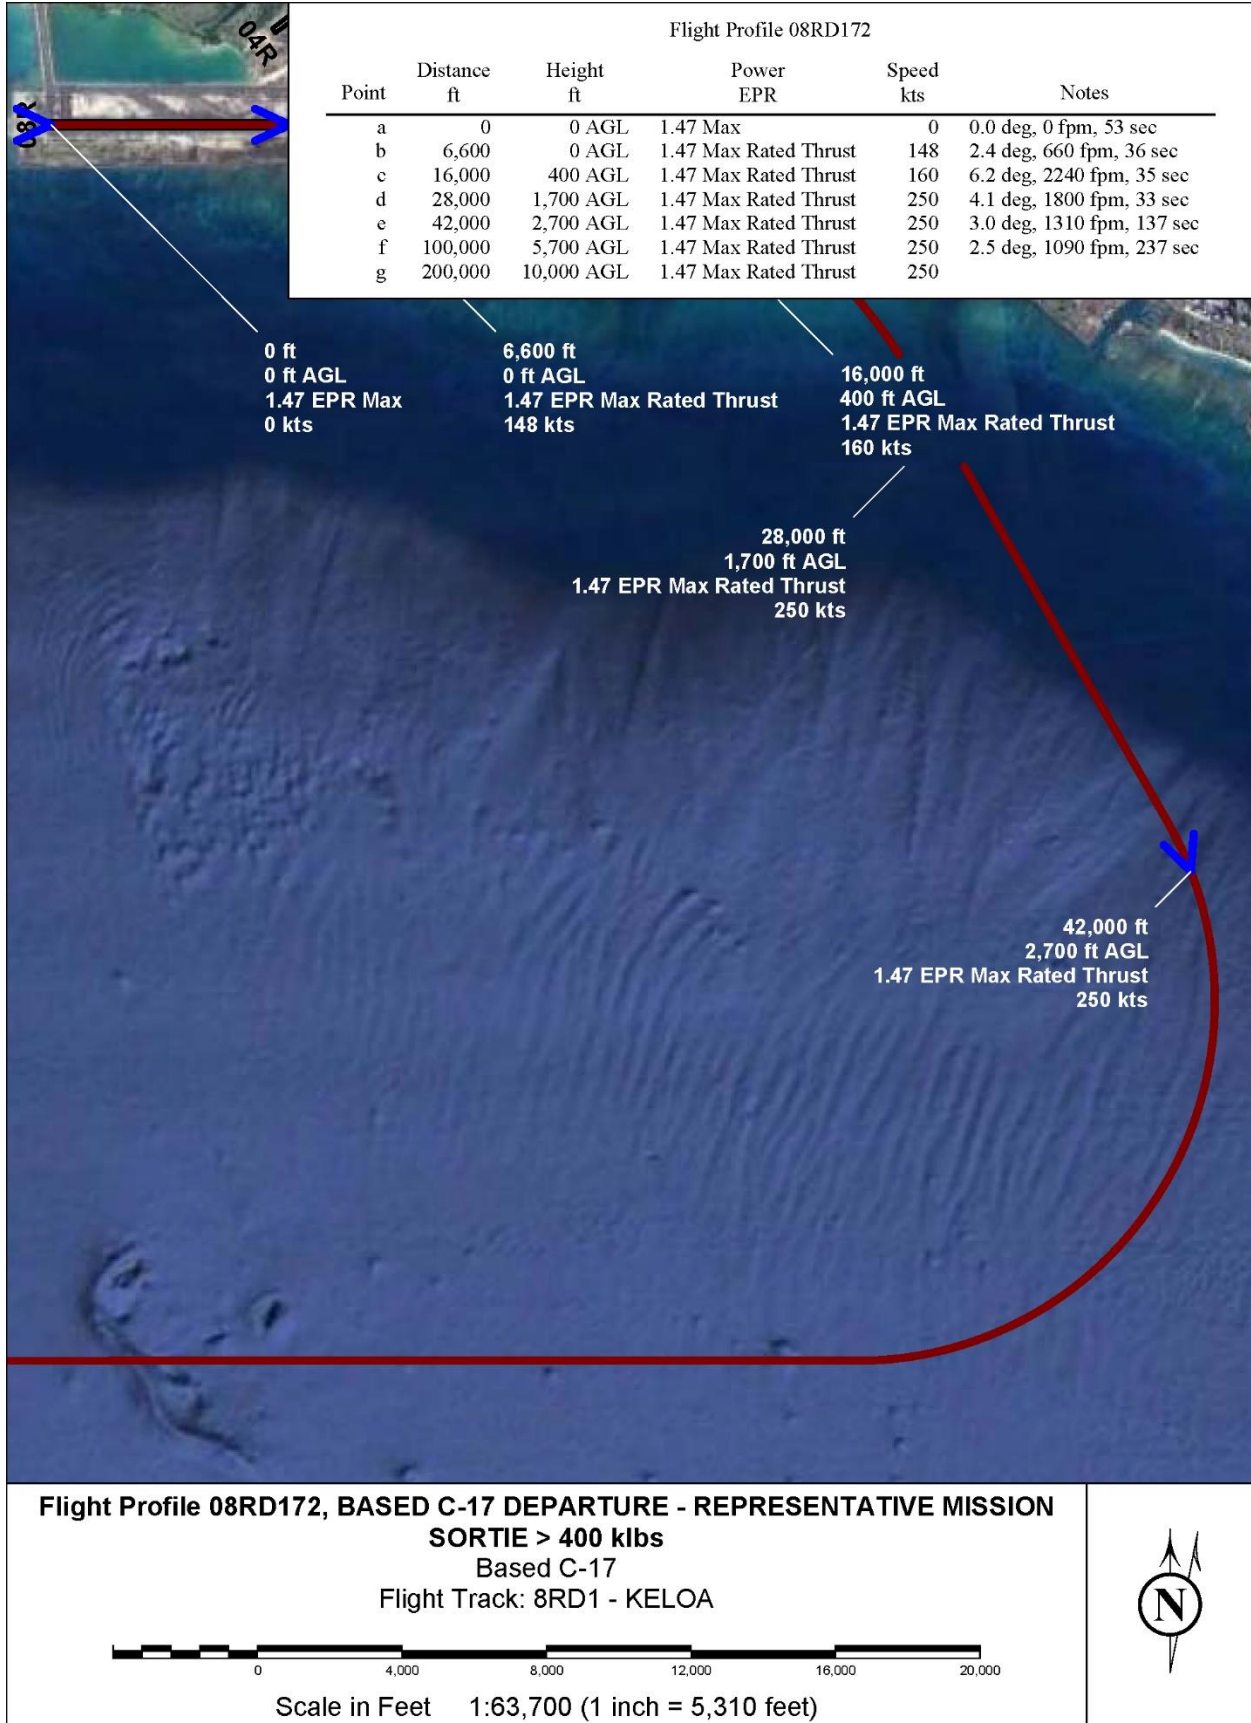 04R
08R
Flight Profile 08RD172
Point Distance ft Height ft Power EPR Speed kts Notes
a 0 0 AGL 1.47 Max 0 0.0 deg, 0 fpm, 53 sec
b 6,600 0 AGL 1.47 Max Rated Thrust 148 2.4 deg, 660 fpm, 36 sec
c 16,000 400 AGL 1.47 Max Rated Thrust 160 6.2 deg, 2240 fpm, 35 sec
d 28,000 1,700 AGL 1.47 Max Rated Thrust 250 4.1 deg, 1800 fpm, 33 sec
e 42,000 2,700 AGL 1.47 Max Rated Thrust 250 3.0 deg, 1310 fpm, 137 sec
f 100,000 5,700 AGL 1.47 Max Rated Thrust 250 2.5 deg, 1090 fpm, 237 sec
g 200,000 10,000 AGL 1.47 Max Rated Thrust 250
0 ft
0 ft AGL
1.47 EPR Max
0 kts
6,600 ft
0 ft AGL
1.47 EPR Max Rated Thrust
148 kts
16,000 ft
400 ft AGL
1.47 EPR Max Rated Thrust
160 kts
28,000 ft
1,700 ft AGL
1.47 EPR Max Rated Thrust
250 kts
42,000 ft
2,700 ft AGL
1.47 EPR Max Rated Thrust
250 kts
Flight Profile 08RD172, BASED C-17 DEPARTURE - REPRESENTATIVE MISSION
SORTIE > 400 klbs
Based C-17
Flight Track: 8RD1 - KELOA
0 4,000 8,000 12,000 16,000 20,000
Scale in Feet 1:63,700 (1 inch = 5,310 feet)
N